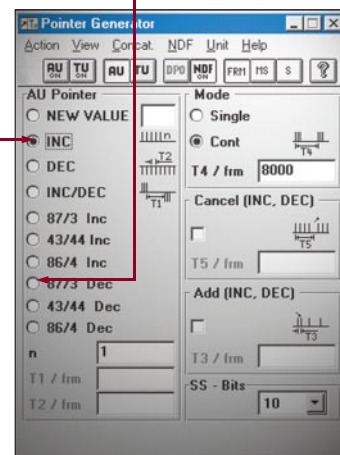 Pointer Generator
Action View Concat. NDF Unit Help
AU ON TU ON AU TU DPO NDF ON FRM MS S ?
AU Pointer
NEW VALUE
INC
n
DEC
T2
INC/DEC
T1
87/3 Inc
43/44 Inc
86/4 Inc
87/3 Dec
43/44 Dec
86/4 Dec
n 1
T1 / frm
T2 / frm
Mode
Single
Cont
T4
T4 / frm 8000
Cancel (INC, DEC)
T5
T5 / frm
Add (INC, DEC)
T3
T3 / frm
SS - Bits
10